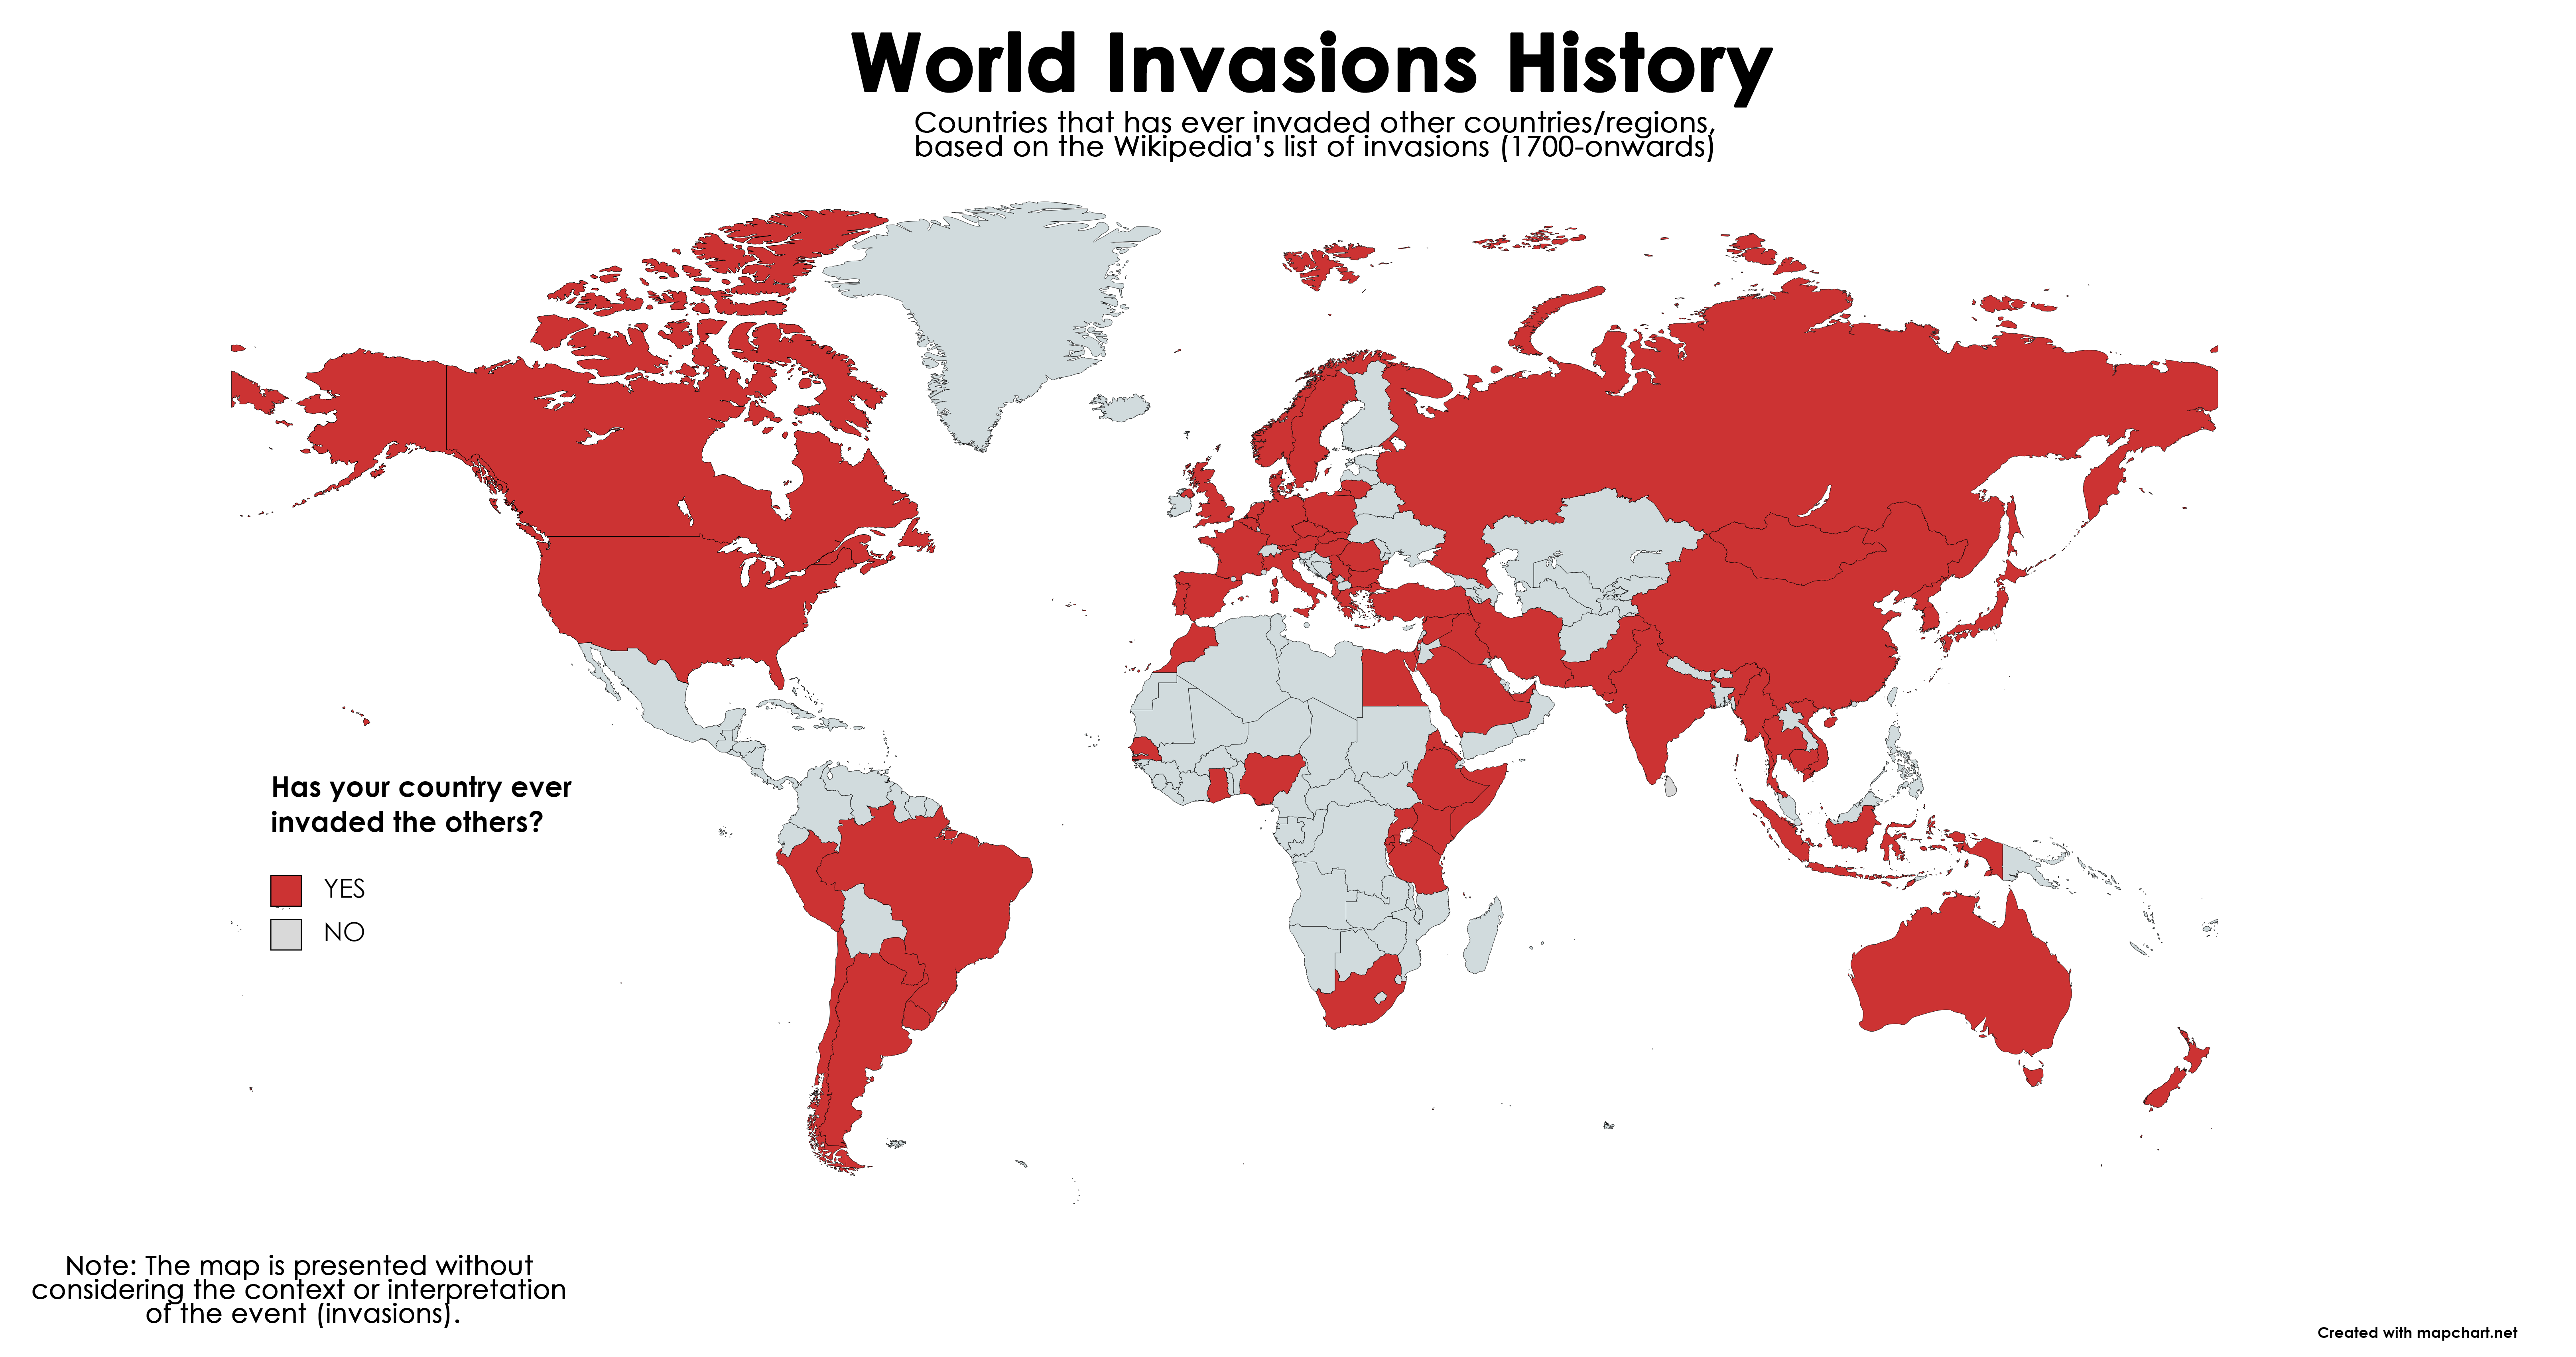 World Invasions History
Countries that has ever invaded other countries/regions,
based on the Wikipedia's list of invasions (1700-onwards)
Has your country ever
invaded the others?
YES
NO
Note: The map is presented without
considering the context or interpretation
of the event (invasions).
Created with mapchart.net